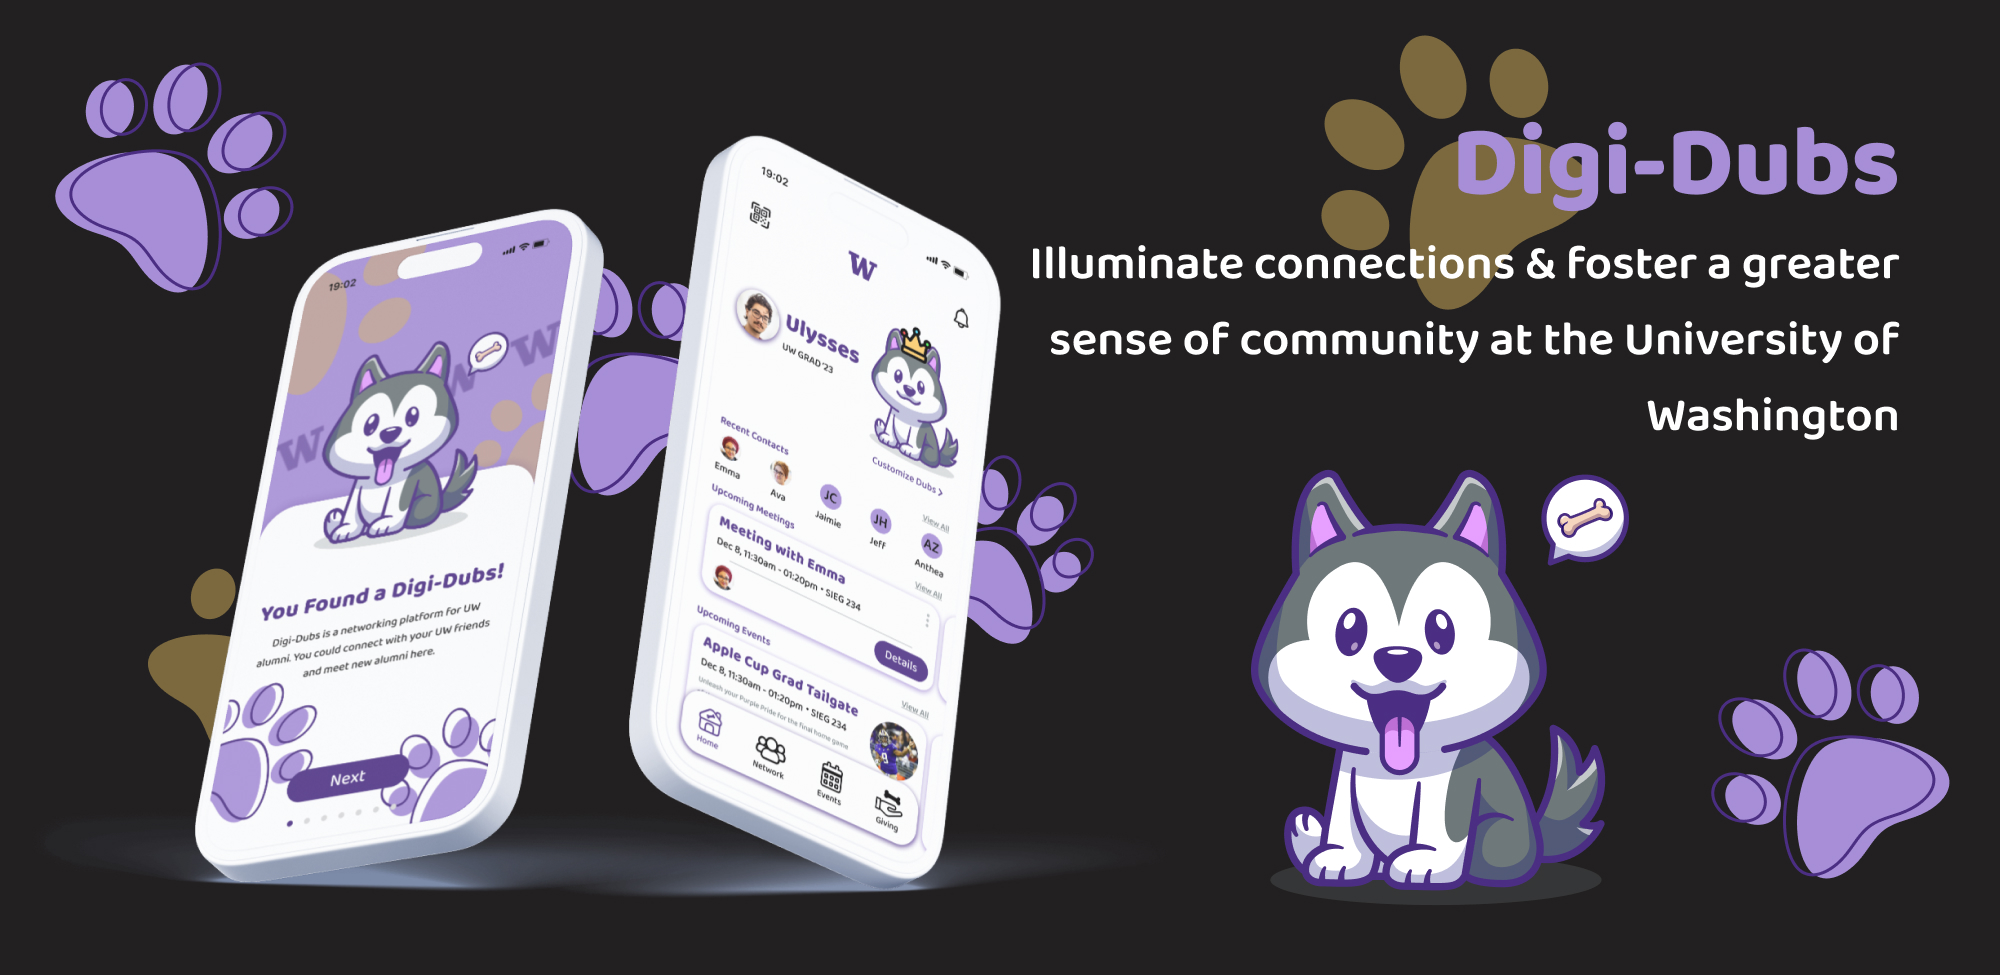 Digi-Dubs
Illuminate connections & foster a greater
sense of community at the University of
Washington
19:02
W
W
W
You Found a Digi-Dubs!
Digi-Dubs is a networking platform for UW
alumni. You could connect with your UW friends
and meet new alumni here.
Next
19:02
W
Ulysses
UW GRAD '23
Customize Dubs >
Recent Contacts
View All
JC
JH
AZ
Emma
Ava
Jaimie
Jeff
Anthea
Upcoming Meetings
View All
Meeting with Emma
Dec 8, 11:30am - 01:20pm • SIEG 234
Details
Upcoming Events
View All
Apple Cup Grad Tailgate
Dec 8, 11:30am - 01:20pm • SIEG 234
Unleash your Purple Pride for the final home game
9
Home
Network
Events
Giving